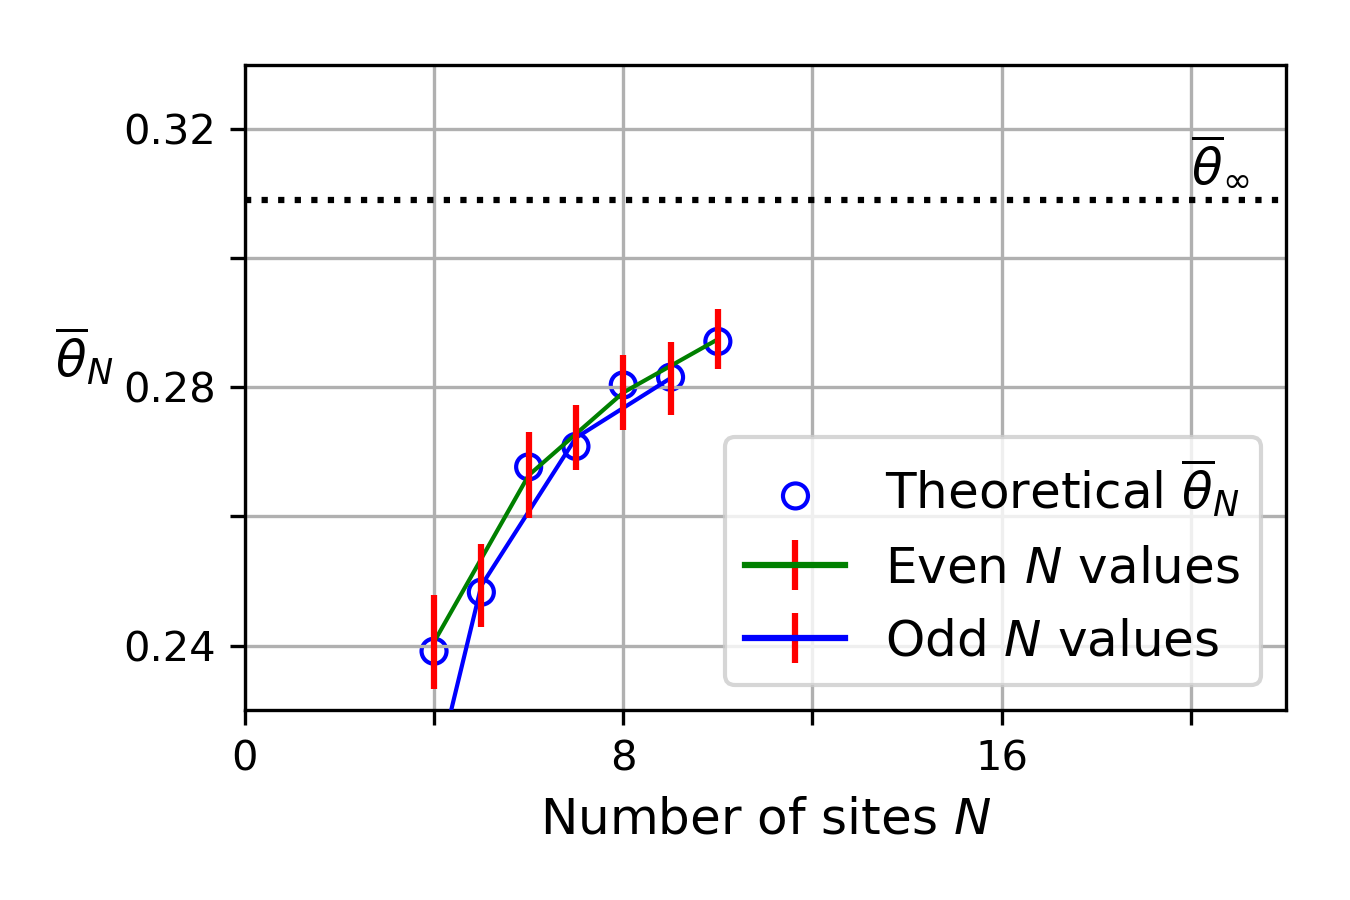 0.32
θ̅∞
θ̅N 0.28
Theoretical θ̅N
Even N values
Odd N values
0.24
0 8 16
Number of sites N